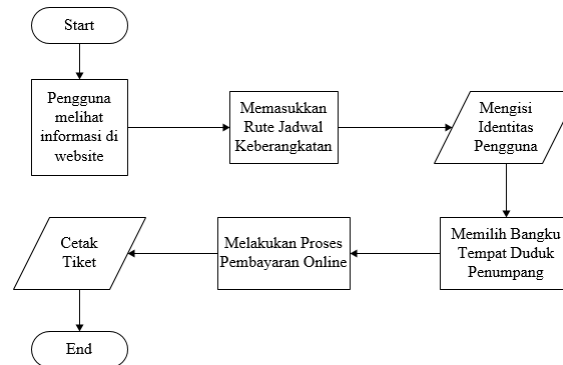 Start
Pengguna
melihat
informasi di
website
Memasukkan
Rute Jadwal
Keberangkatan
Mengisi
Identitas
Pengguna
Memilih Bangku
Tempat Duduk
Penumpang
Melakukan Proses
Pembayaran Online
Cetak
Tiket
End